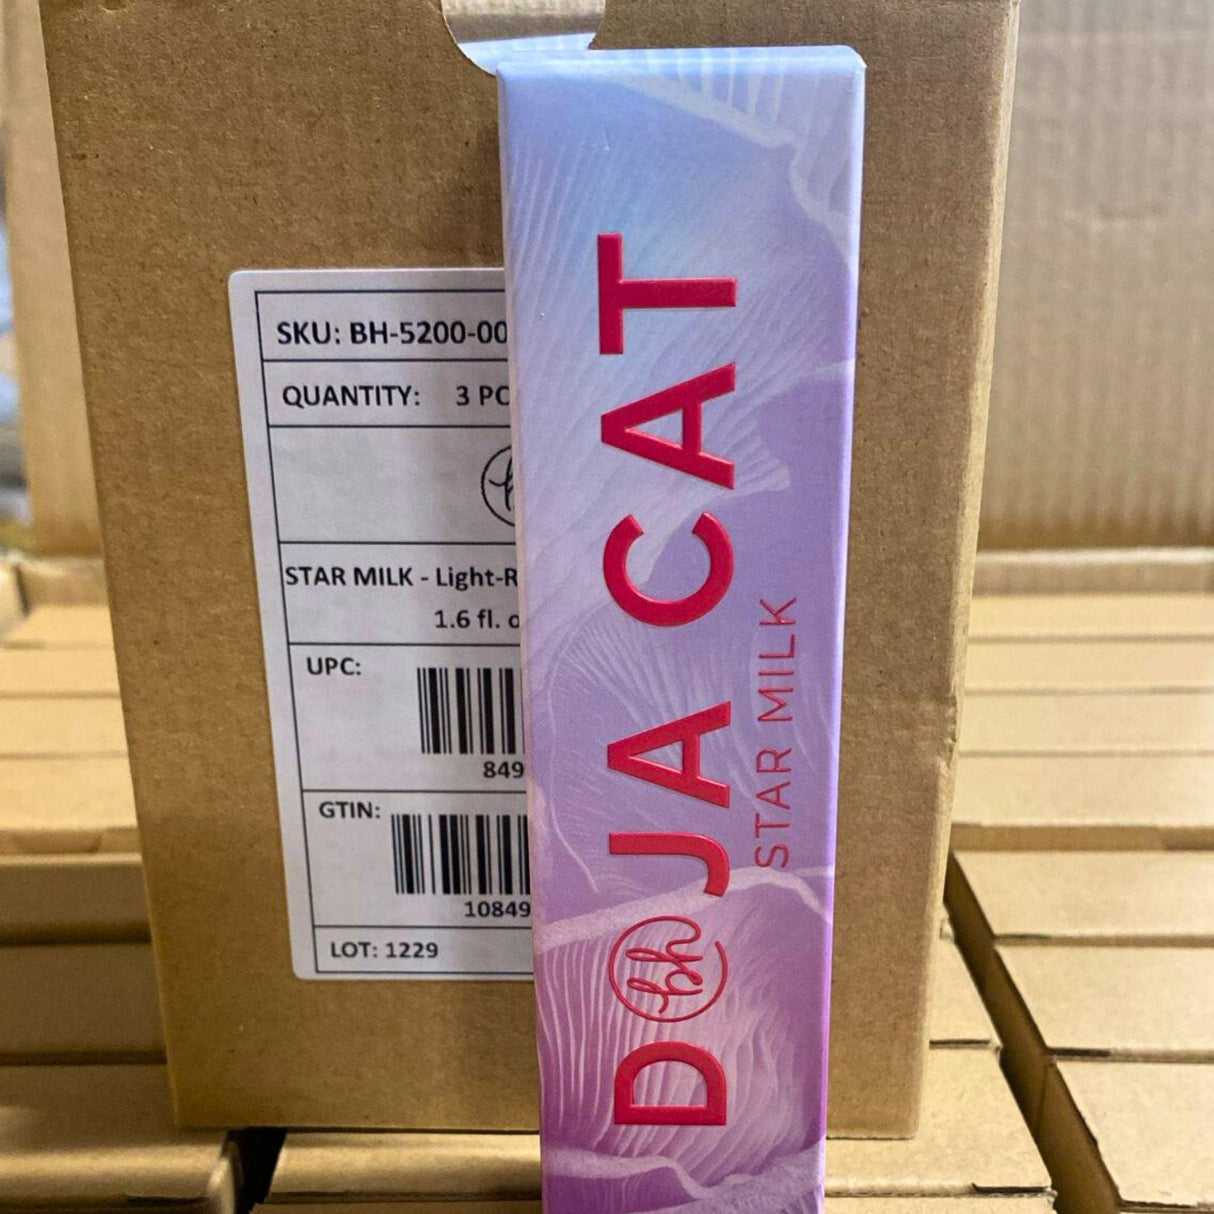 SKU: BH-5200-00
QUANTITY: 3 PC
STAR MILK - Light-R
1.6 fl. o
UPC:
849
GTIN:
10849
LOT: 1229
DOJA CAT
bh
STAR MILK